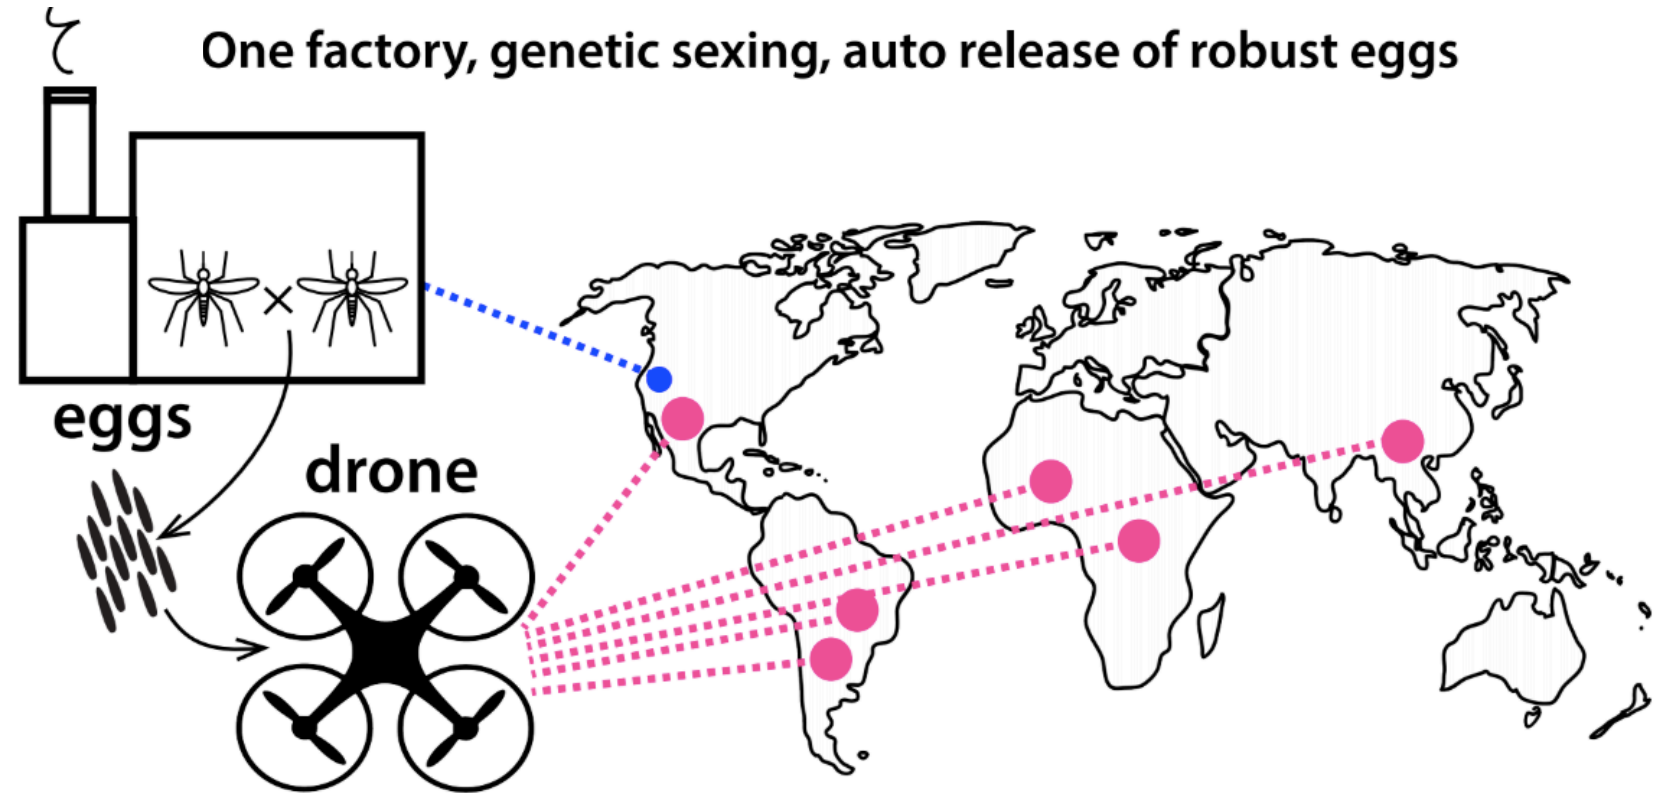 One factory, genetic sexing, auto release of robust eggs
eggs
drone